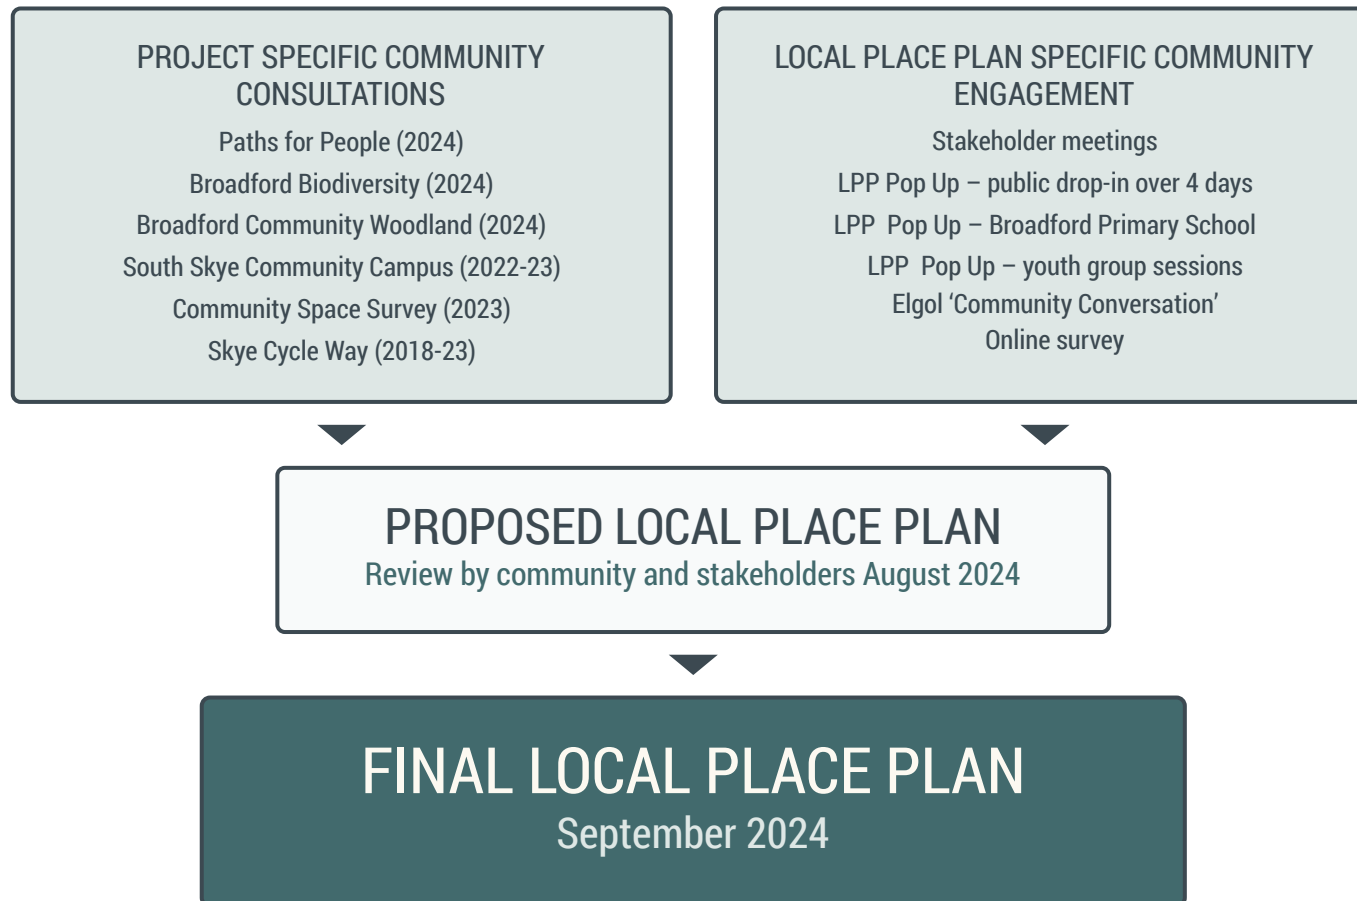 PROJECT SPECIFIC COMMUNITY
CONSULTATIONS
Paths for People (2024)
Broadford Biodiversity (2024)
Broadford Community Woodland (2024)
South Skye Community Campus (2022-23)
Community Space Survey (2023)
Skye Cycle Way (2018-23)
LOCAL PLACE PLAN SPECIFIC COMMUNITY
ENGAGEMENT
Stakeholder meetings
LPP Pop Up – public drop-in over 4 days
LPP Pop Up – Broadford Primary School
LPP Pop Up – youth group sessions
Elgol ‘Community Conversation’
Online survey
PROPOSED LOCAL PLACE PLAN
Review by community and stakeholders August 2024
FINAL LOCAL PLACE PLAN
September 2024